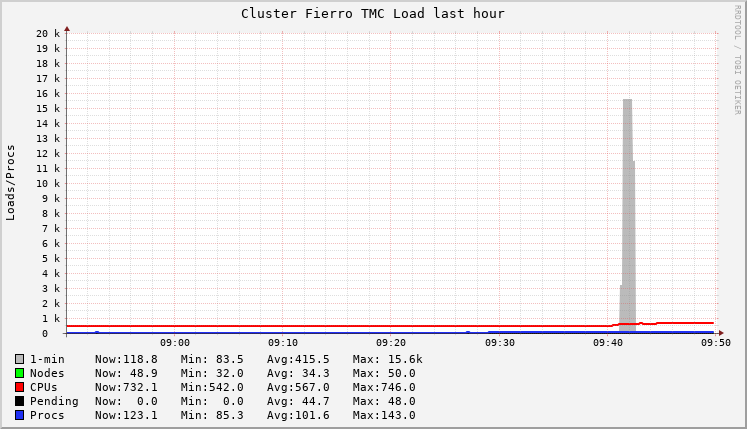 Cluster Fierro TMC Load last hour
RRDTOOL / TOBI OETIKER
Loads/Procs
20 k
19 k
18 k
17 k
16 k
15 k
14 k
13 k
12 k
11 k
10 k
9 k
8 k
7 k
6 k
5 k
4 k
3 k
2 k
1 k
0
09:00 09:10 09:20 09:30 09:40 09:50
1-min Now:118.8 Min: 83.5 Avg:415.5 Max: 15.6k
Nodes Now: 48.9 Min: 32.0 Avg: 34.3 Max: 50.0
CPUs Now:732.1 Min:542.0 Avg:567.0 Max:746.0
Pending Now: 0.0 Min: 0.0 Avg: 44.7 Max: 48.0
Procs Now:123.1 Min: 85.3 Avg:101.6 Max:143.0